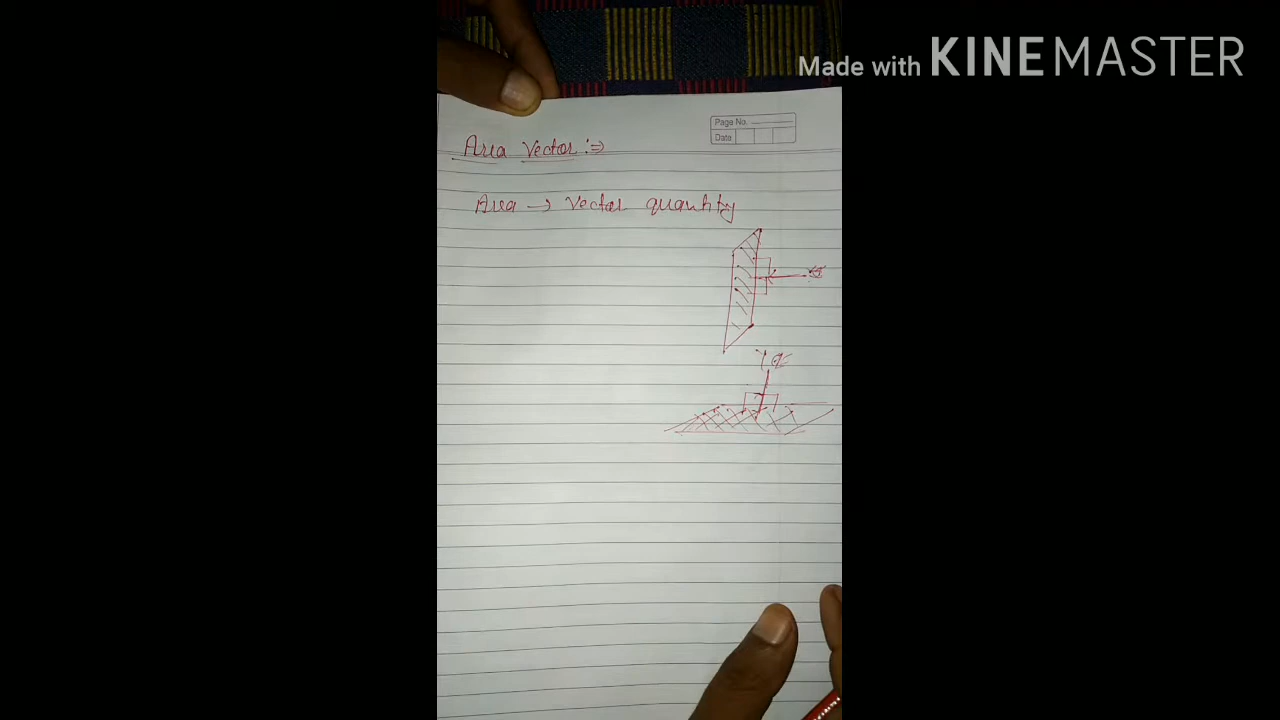 Made with KINEMASTER
Page No.
Date
Area Vector :⇒
Area → Vector quantity